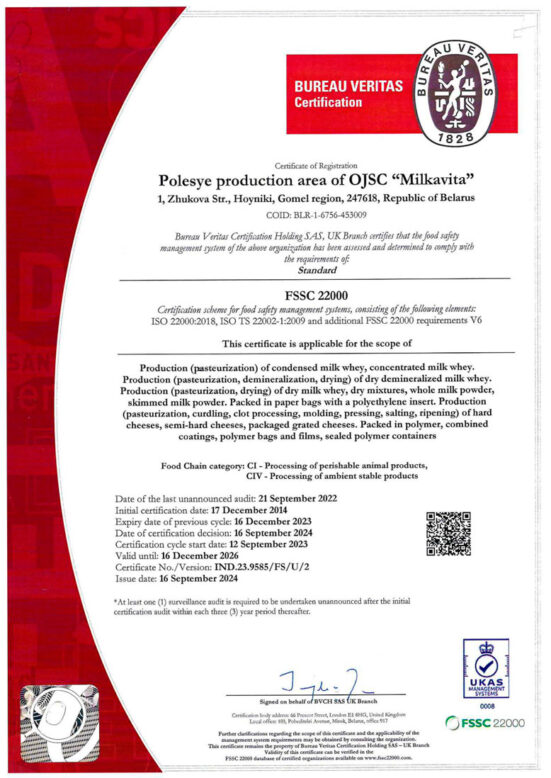 BUREAU VERITAS
Certification
BUREAU VERITAS
1828
Certificate of Registration
Polesye production area of OJSC “Milkavita”
1, Zhukova Str., Hoyniki, Gomel region, 247618, Republic of Belarus
COID: BLR-1-6756-453009
Bureau Veritas Certification Holding SAS, UK Branch certifies that the food safety
management system of the above organization has been assessed and determined to comply with
the requirements of:
Standard
FSSC 22000
Certification scheme for food safety management systems, consisting of the following elements:
ISO 22000:2018, ISO TS 22002-1:2009 and additional FSSC 22000 requirements V6
This certificate is applicable for the scope of
Production (pasteurization) of condensed milk whey, concentrated milk whey.
Production (pasteurization, demineralization, drying) of dry demineralized milk whey.
Production (pasteurization, drying) of dry milk whey, dry mixtures, whole milk powder,
skimmed milk powder. Packed in paper bags with a polyethylene insert. Production
(pasteurization, curdling, clot processing, molding, pressing, salting, ripening) of hard
cheeses, semi-hard cheeses, packaged grated cheeses. Packed in polymer, combined
coatings, polymer bags and films, sealed polymer containers
Food Chain category: CI - Processing of perishable animal products,
CIV - Processing of ambient stable products
Date of the last unannounced audit: 21 September 2022
Initial certification date: 17 December 2014
Expiry date of previous cycle: 16 December 2023
Date of certification decision: 16 September 2024
Certification cycle start date: 12 September 2023
Valid until: 16 December 2026
Certificate No./Version: IND.23.9585/FS/U/2
Issue date: 16 September 2024
*At least one (1) surveillance audit is required to be undertaken unannounced after the initial
certification audit within each three (3) year period thereafter.
Signed on behalf of BVCH SAS UK Branch
Certification body address: 66 Prescot Street, London E1 8HG, United Kingdom
Further clarifications regarding the scope of this certificate and the applicability of the
management system requirements may be obtained by consulting the organization.
This certificate remains the property of Bureau Veritas Certification Holding SAS – UK Branch
Validity of this certificate can be verified in the
FSSC 22000 database of certified organizations available on www.fssc22000.com.
UKAS
MANAGEMENT
SYSTEMS
0008
FSSC 22000